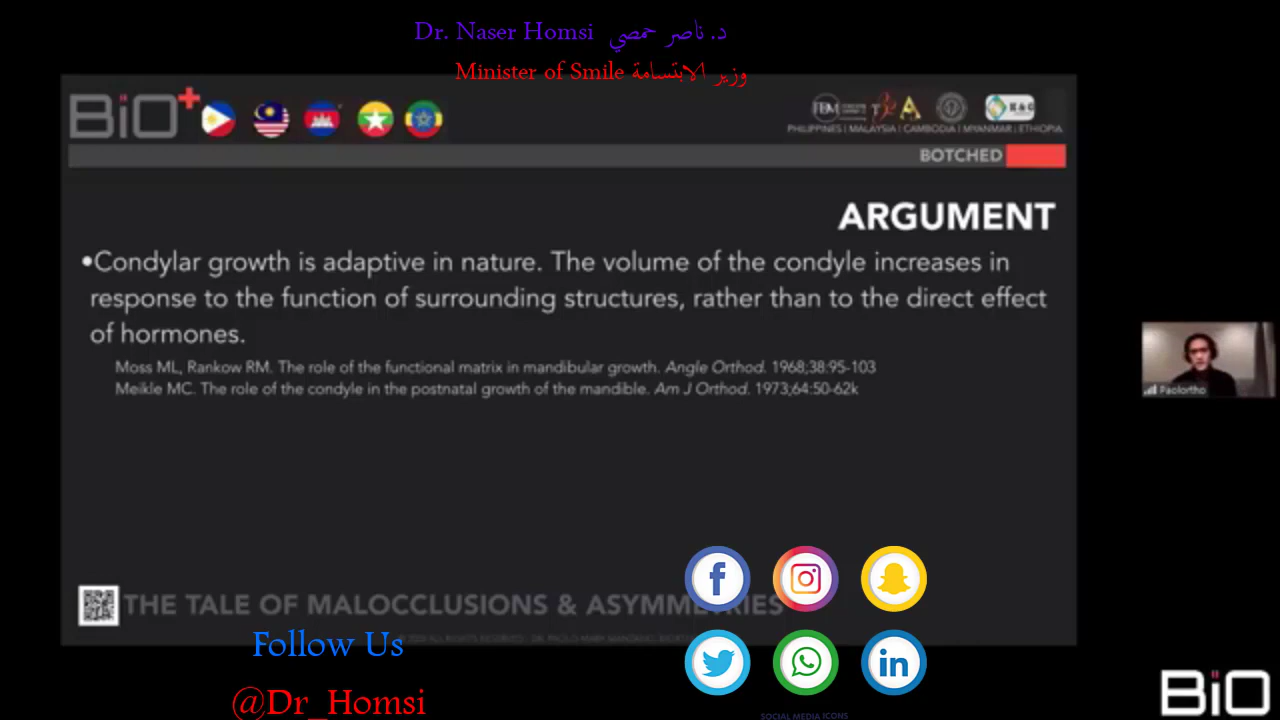 Dr. Naser Homsi د. ناصر حمصي
Minister of Smile وزير الابتسامة
BiO+
PHILIPPINES | MALAYSIA | CAMBODIA | MYANMAR | ETHIOPIA
BOTCHED
ARGUMENT
•Condylar growth is adaptive in nature. The volume of the condyle increases in
response to the function of surrounding structures, rather than to the direct effect
of hormones.
Moss ML, Rankow RM. The role of the functional matrix in mandibular growth. Angle Orthod. 1968;38:95-103
Meikle MC. The role of the condyle in the postnatal growth of the mandible. Am J Orthod. 1973;64:50-62k
Paolortho
THE TALE OF MALOCCLUSIONS & ASYMMETRIES
Follow Us
@Dr_Homsi
SOCIAL MEDIA ICONS
BiO